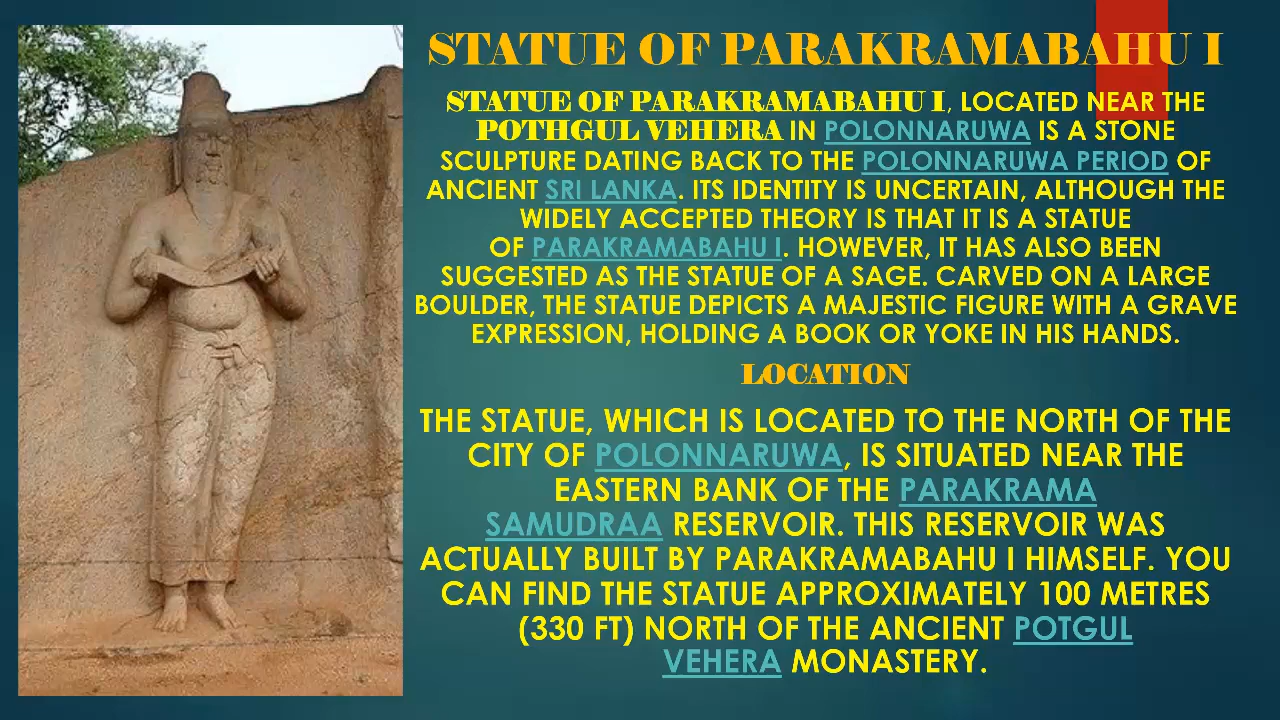 STATUE OF PARAKRAMABAHU I
STATUE OF PARAKRAMABAHU I, LOCATED NEAR THE
POTHGUL VEHERA IN POLONNARUWA IS A STONE
SCULPTURE DATING BACK TO THE POLONNARUWA PERIOD OF
ANCIENT SRI LANKA. ITS IDENTITY IS UNCERTAIN, ALTHOUGH THE
WIDELY ACCEPTED THEORY IS THAT IT IS A STATUE
OF PARAKRAMABAHU I. HOWEVER, IT HAS ALSO BEEN
SUGGESTED AS THE STATUE OF A SAGE. CARVED ON A LARGE
BOULDER, THE STATUE DEPICTS A MAJESTIC FIGURE WITH A GRAVE
EXPRESSION, HOLDING A BOOK OR YOKE IN HIS HANDS.
LOCATION
THE STATUE, WHICH IS LOCATED TO THE NORTH OF THE
CITY OF POLONNARUWA, IS SITUATED NEAR THE
EASTERN BANK OF THE PARAKRAMA
SAMUDRAA RESERVOIR. THIS RESERVOIR WAS
ACTUALLY BUILT BY PARAKRAMABAHU I HIMSELF. YOU
CAN FIND THE STATUE APPROXIMATELY 100 METRES
(330 FT) NORTH OF THE ANCIENT POTGUL
VEHERA MONASTERY.